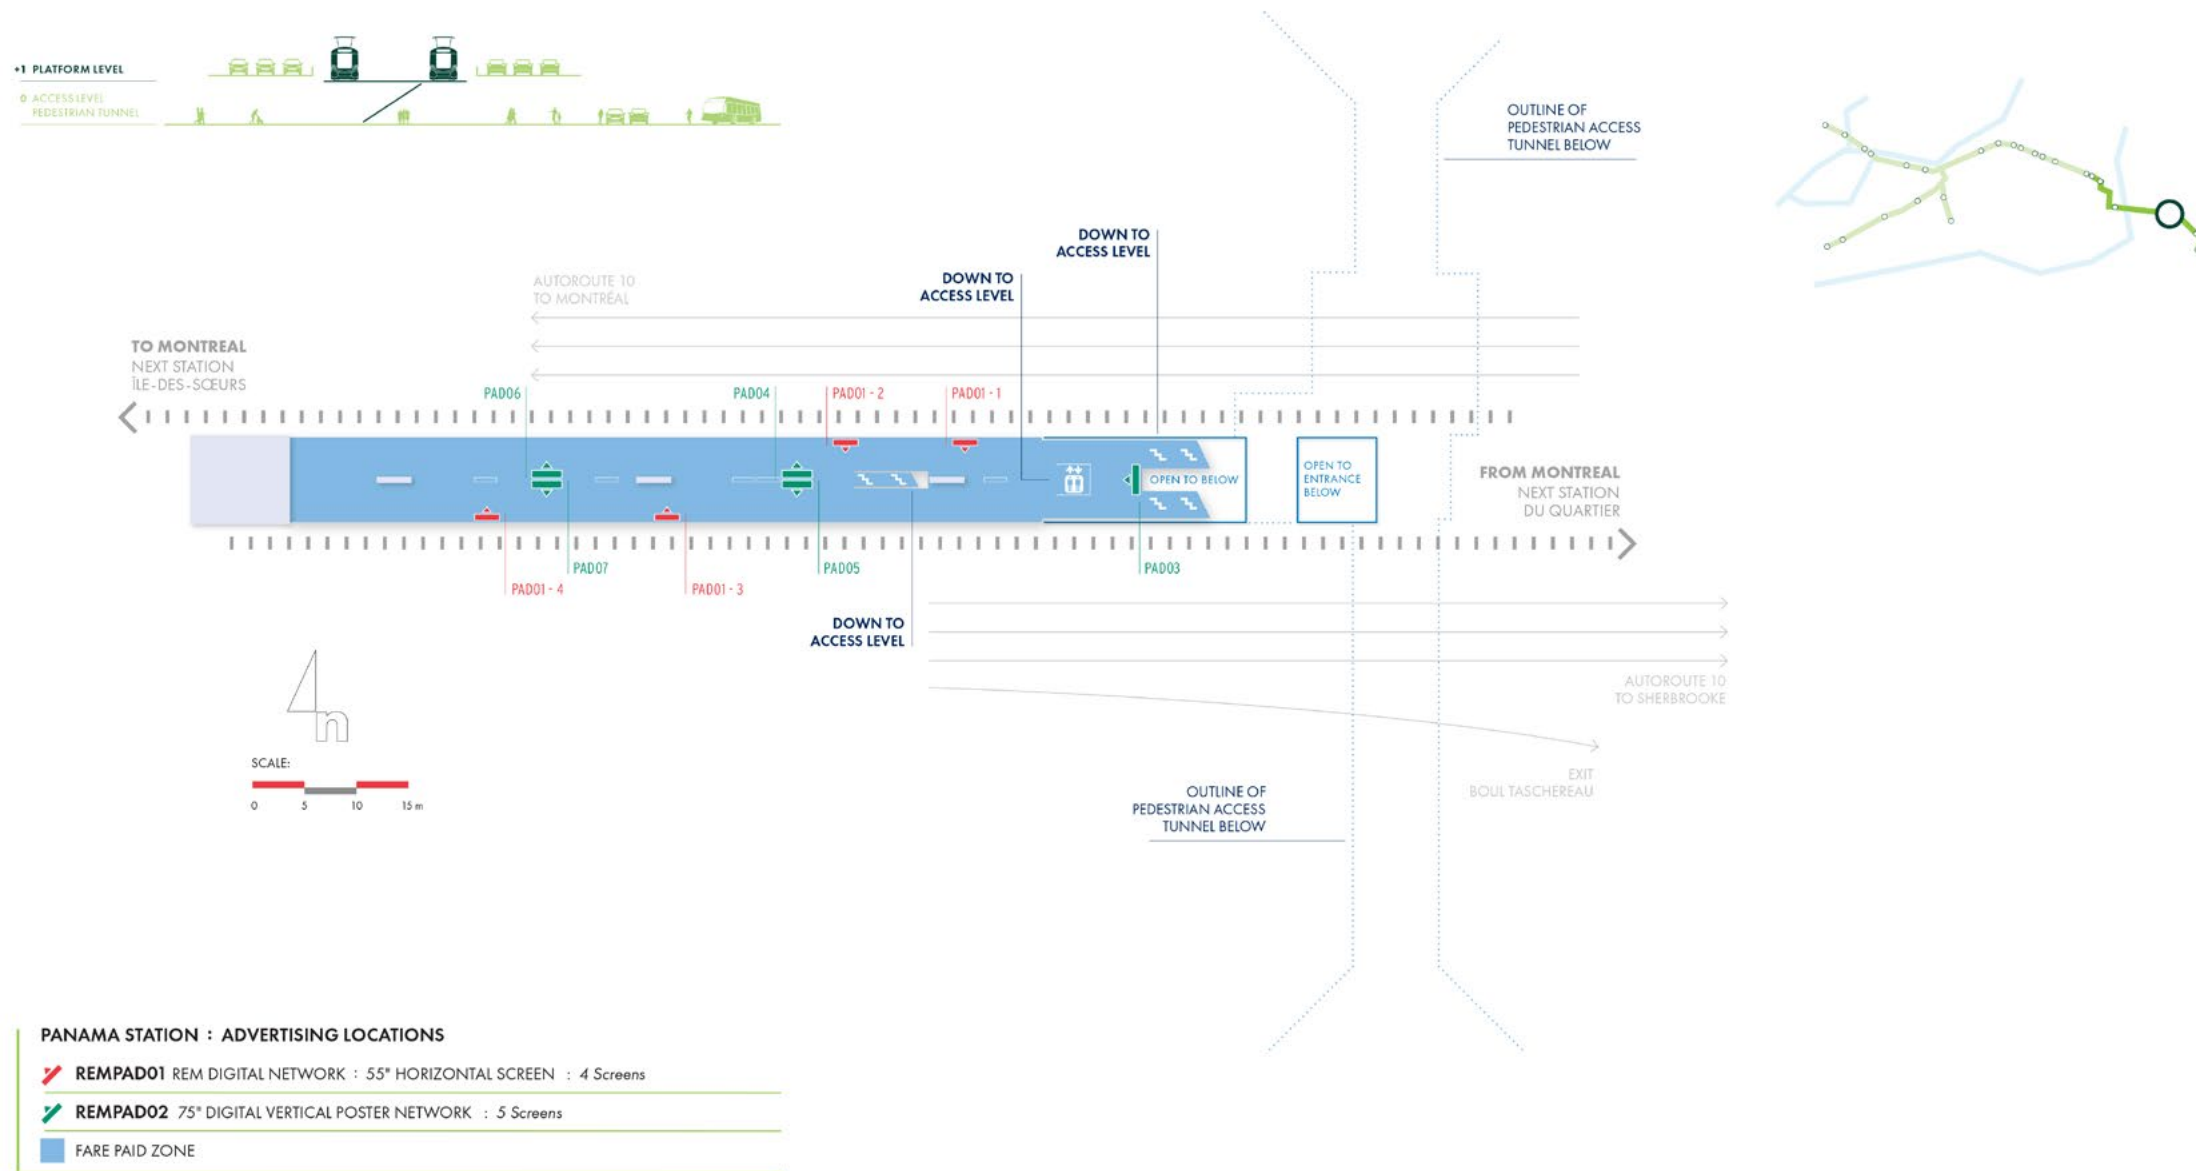 +1 PLATFORM LEVEL
0 ACCESS LEVEL
PEDESTRIAN TUNNEL
OUTLINE OF
PEDESTRIAN ACCESS
TUNNEL BELOW
DOWN TO
ACCESS LEVEL
DOWN TO
ACCESS LEVEL
AUTOROUTE 10
TO MONTRÉAL
TO MONTREAL
NEXT STATION
ÎLE-DES-SŒURS
PAD06
PAD04
PAD01 - 2
PAD01 - 1
OPEN TO BELOW
OPEN TO
ENTRANCE
BELOW
FROM MONTREAL
NEXT STATION
DU QUARTIER
PAD07
PAD05
PAD03
PAD01 - 4
PAD01 - 3
DOWN TO
ACCESS LEVEL
AUTOROUTE 10
TO SHERBROOKE
n
SCALE:
0 5 10 15 m
EXIT
BOUL TASCHEREAU
OUTLINE OF
PEDESTRIAN ACCESS
TUNNEL BELOW
PANAMA STATION : ADVERTISING LOCATIONS
REMPAD01 REM DIGITAL NETWORK : 55" HORIZONTAL SCREEN : 4 Screens
REMPAD02 75" DIGITAL VERTICAL POSTER NETWORK : 5 Screens
FARE PAID ZONE